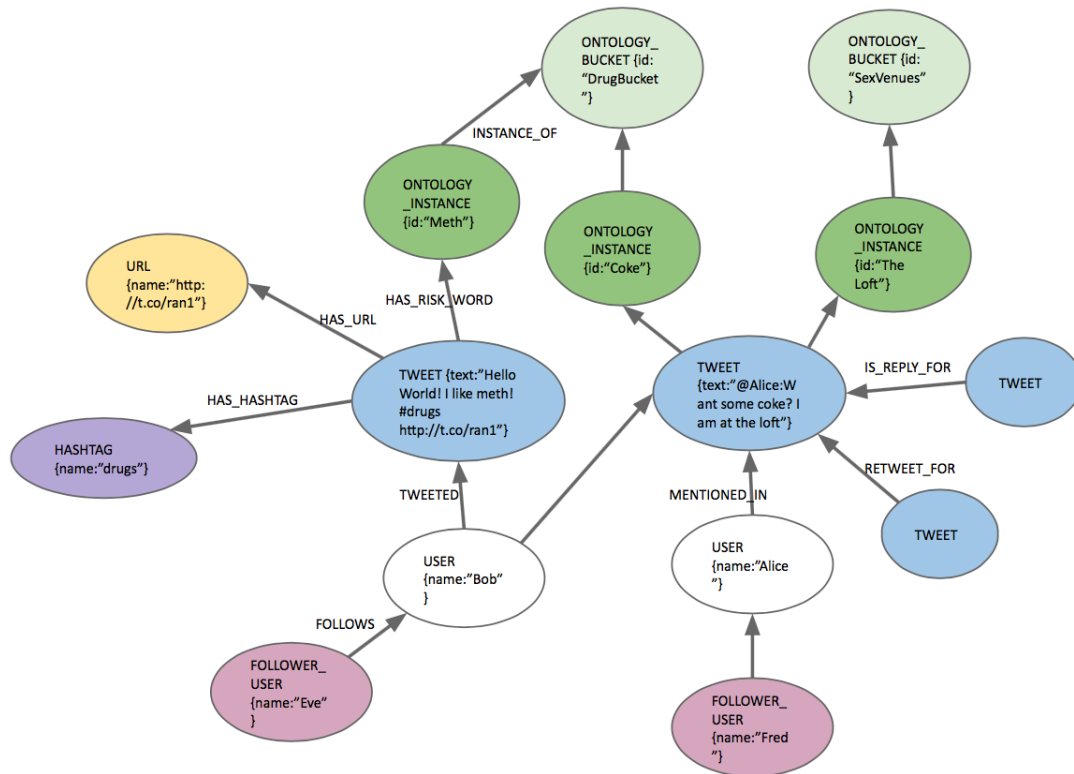 ONTOLOGY_
BUCKET {id:
“DrugBucket
”}
ONTOLOGY_
BUCKET {id:
“SexVenues”
}
INSTANCE_OF
ONTOLOGY
_INSTANCE
{id:“Meth”}
ONTOLOGY
_INSTANCE
{id:“Coke”}
ONTOLOGY
_INSTANCE
{id:“The
Loft”}
URL
{name:”http:
//t.co/ran1”}
HAS_RISK_WORD
HAS_URL
TWEET {text:”Hello
World! I like meth!
#drugs
http://t.co/ran1”}
TWEET
{text:”@Alice:W
ant some coke? I
am at the loft”}
IS_REPLY_FOR
TWEET
HAS_HASHTAG
HASHTAG
{name:”drugs”}
RETWEET_FOR
TWEET
TWEETED
MENTIONED_IN
USER
{name:”Bob”
}
USER
{name:”Alice
”}
FOLLOWS
FOLLOWER_
USER
{name:”Eve”
}
FOLLOWER_
USER
{name:”Fred
”}